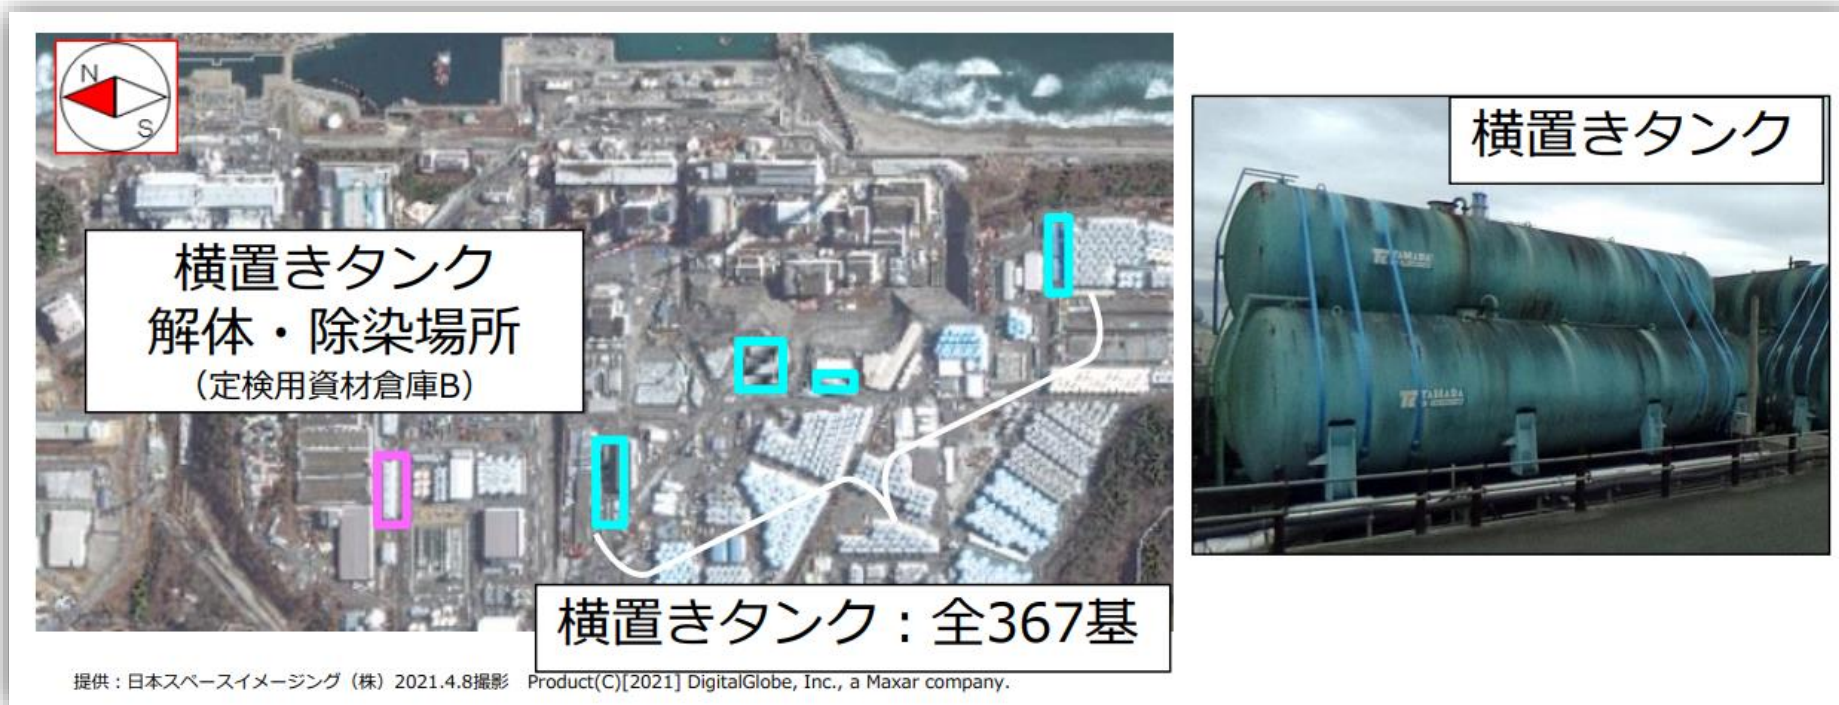 N
S
横置きタンク
解体・除染場所
（定検用資材倉庫B）
横置きタンク：全367基
提供：日本スペースイメージング（株）2021.4.8撮影　Product(C)[2021] DigitalGlobe, Inc., a Maxar company.
横置きタンク
TAMADA
TAMADA